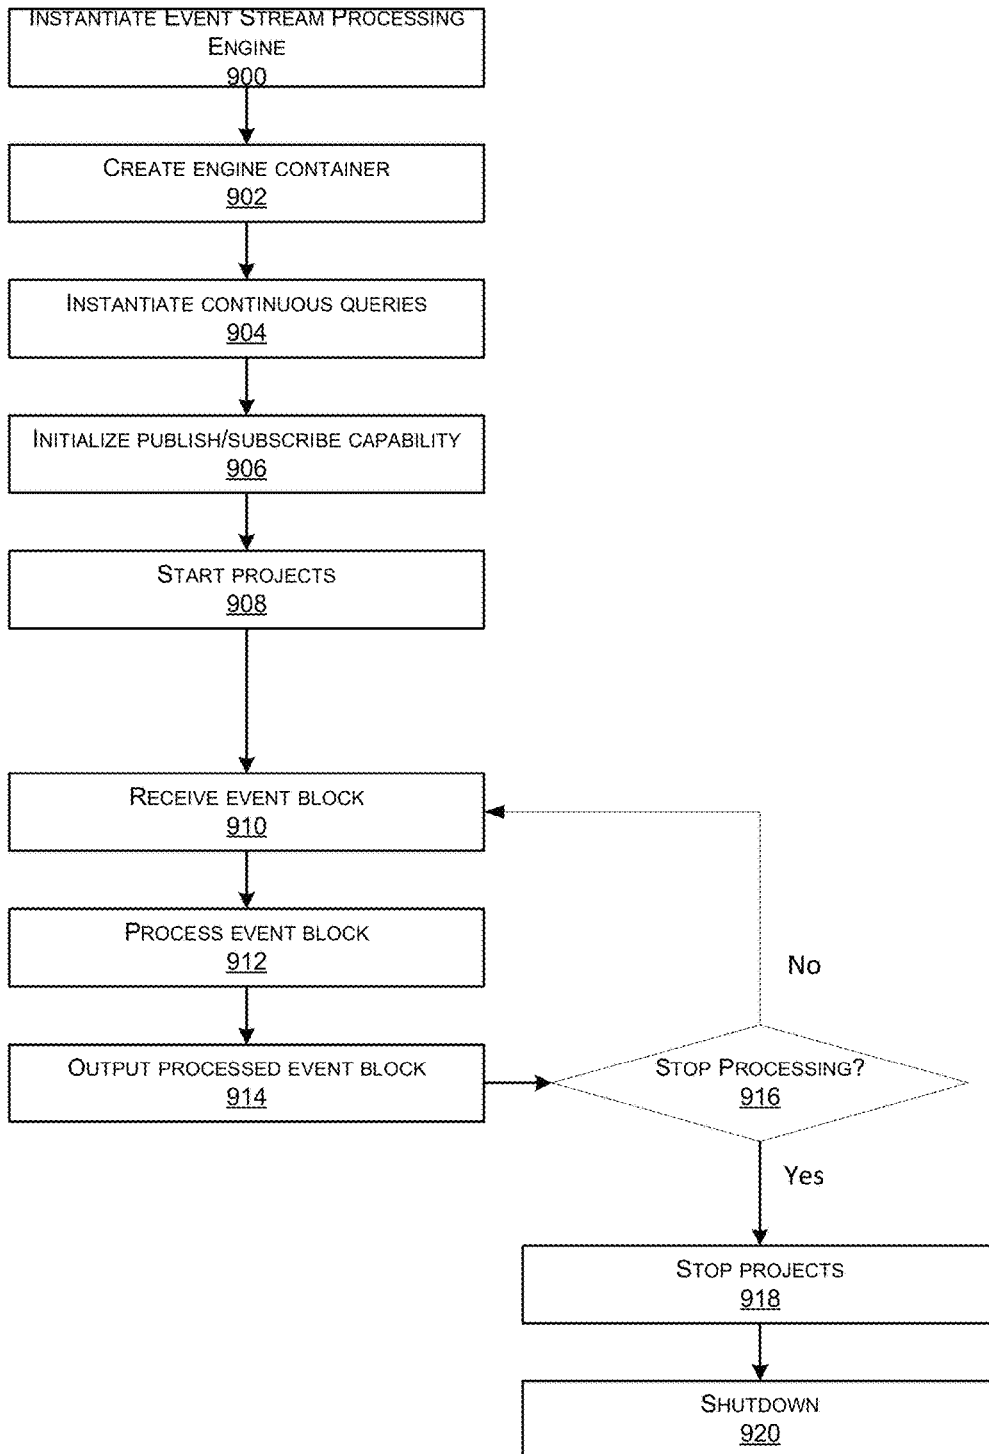 INSTANTIATE EVENT STREAM PROCESSING
ENGINE
900
CREATE ENGINE CONTAINER
902
INSTANTIATE CONTINUOUS QUERIES
904
INITIALIZE PUBLISH/SUBSCRIBE CAPABILITY
906
START PROJECTS
908
RECEIVE EVENT BLOCK
910
PROCESS EVENT BLOCK
912
No
OUTPUT PROCESSED EVENT BLOCK
914
STOP PROCESSING?
916
Yes
STOP PROJECTS
918
SHUTDOWN
920